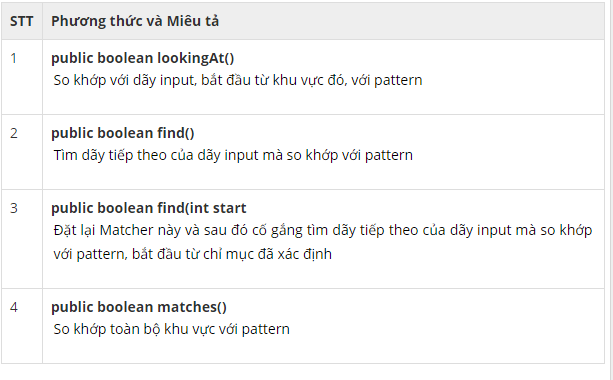 STT Phương thức và Miêu tả
1 public boolean lookingAt()
So khớp với dãy input, bắt đầu từ khu vực đó, với pattern
2 public boolean find()
Tìm dãy tiếp theo của dãy input mà so khớp với pattern
3 public boolean find(int start
Đặt lại Matcher này và sau đó cố gắng tìm dãy tiếp theo của dãy input mà so khớp
với pattern, bắt đầu từ chỉ mục đã xác định
4 public boolean matches()
So khớp toàn bộ khu vực với pattern